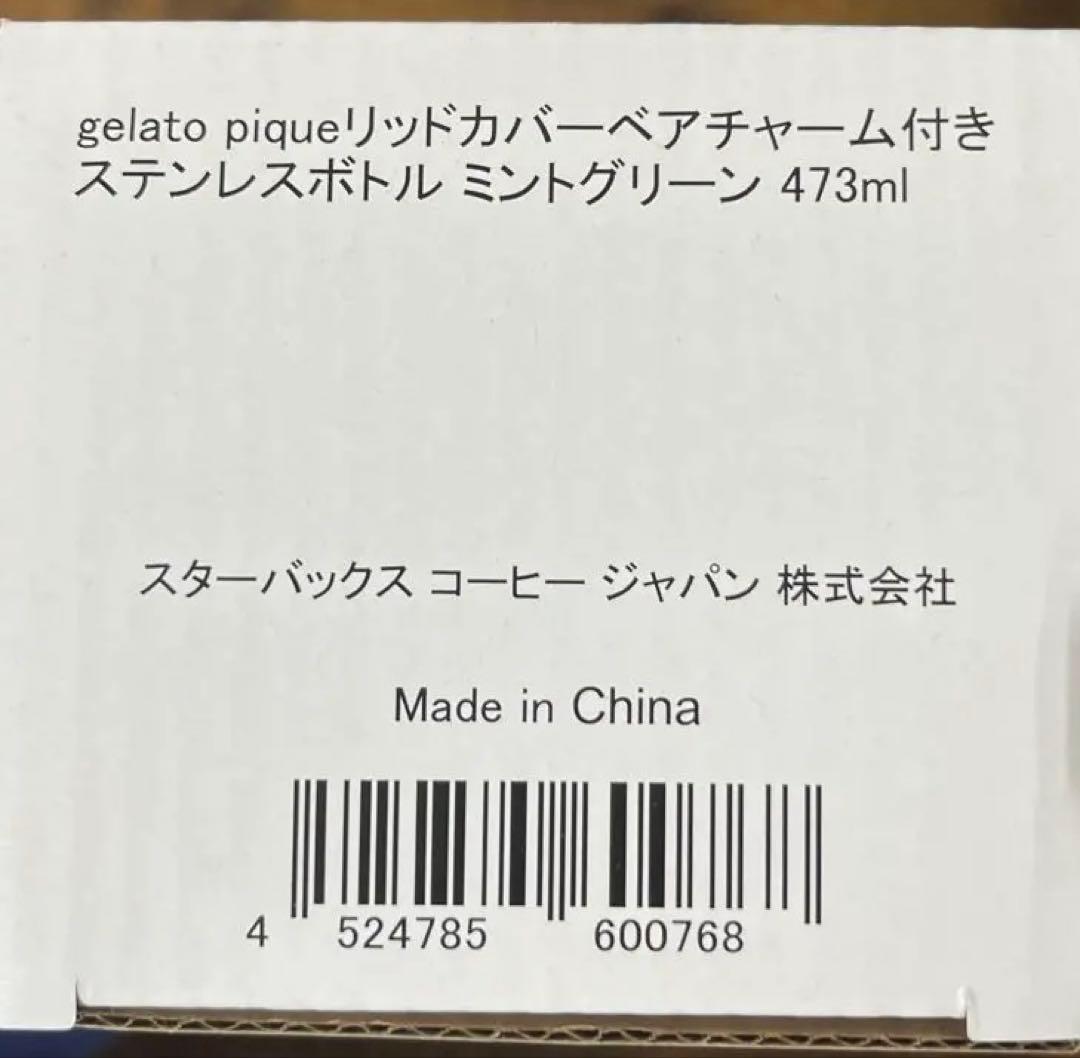 gelato piqueリッドカバーベアチャーム付き
ステンレスボトル ミントグリーン 473ml
スターバックス コーヒー ジャパン 株式会社
Made in China
4 524785 600768